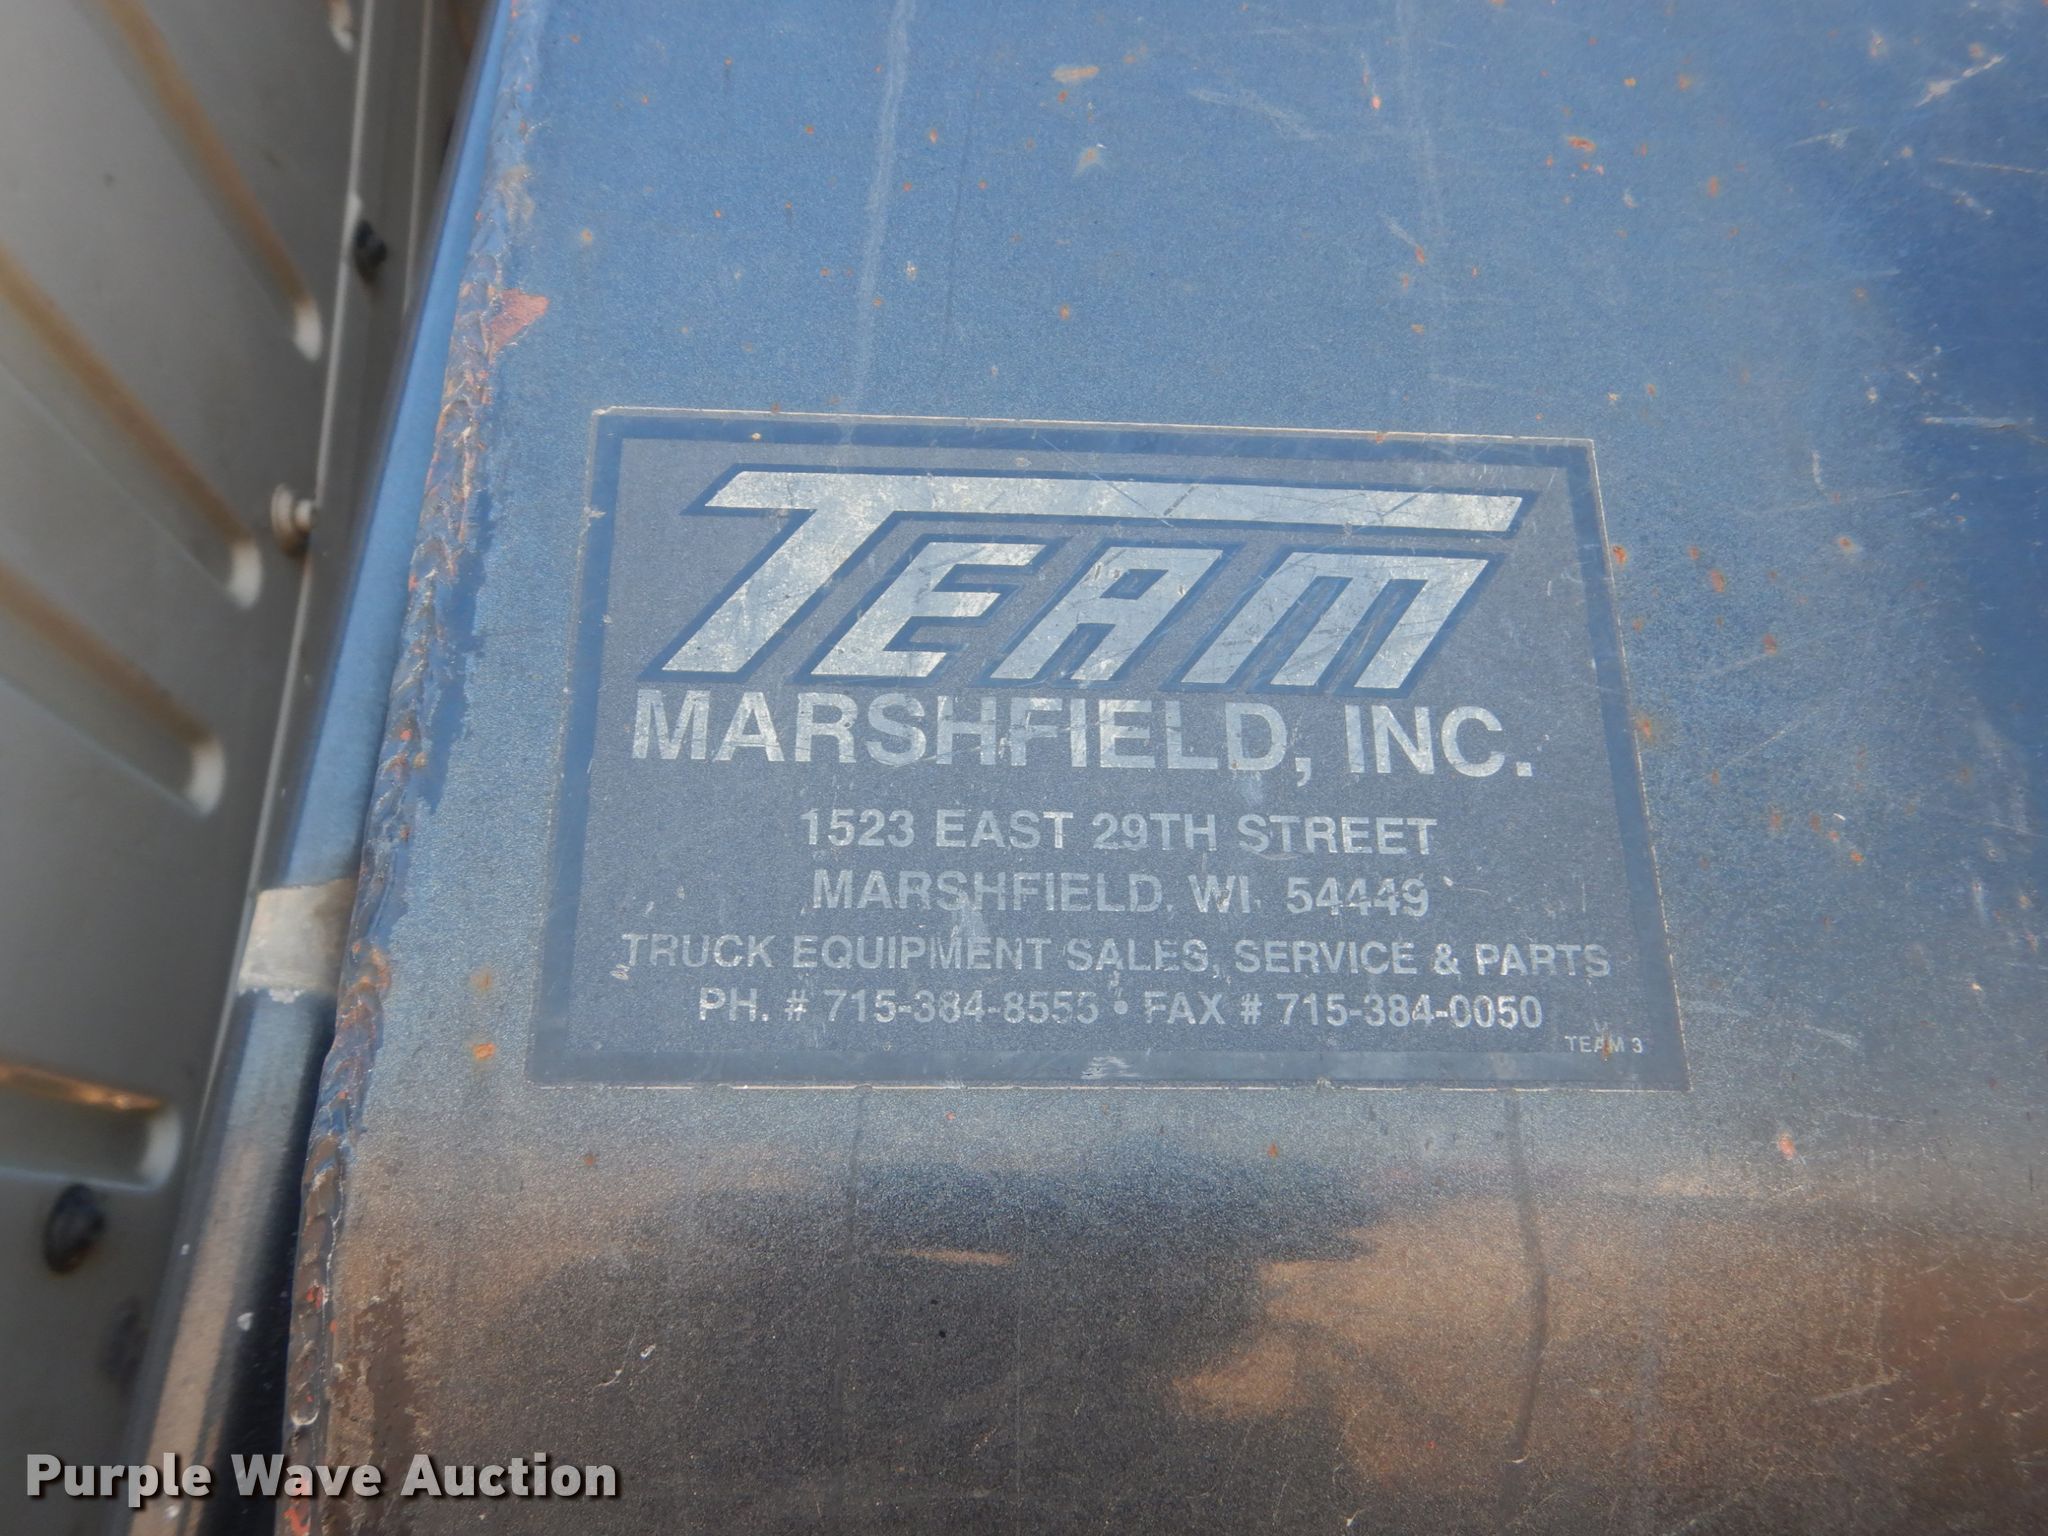 TEAM
MARSHFIELD, INC.
1523 EAST 29TH STREET
MARSHFIELD, WI. 54449
TRUCK EQUIPMENT SALES, SERVICE & PARTS
PH. # 715-384-8555 • FAX # 715-384-0050
TEAM 3
Purple Wave Auction